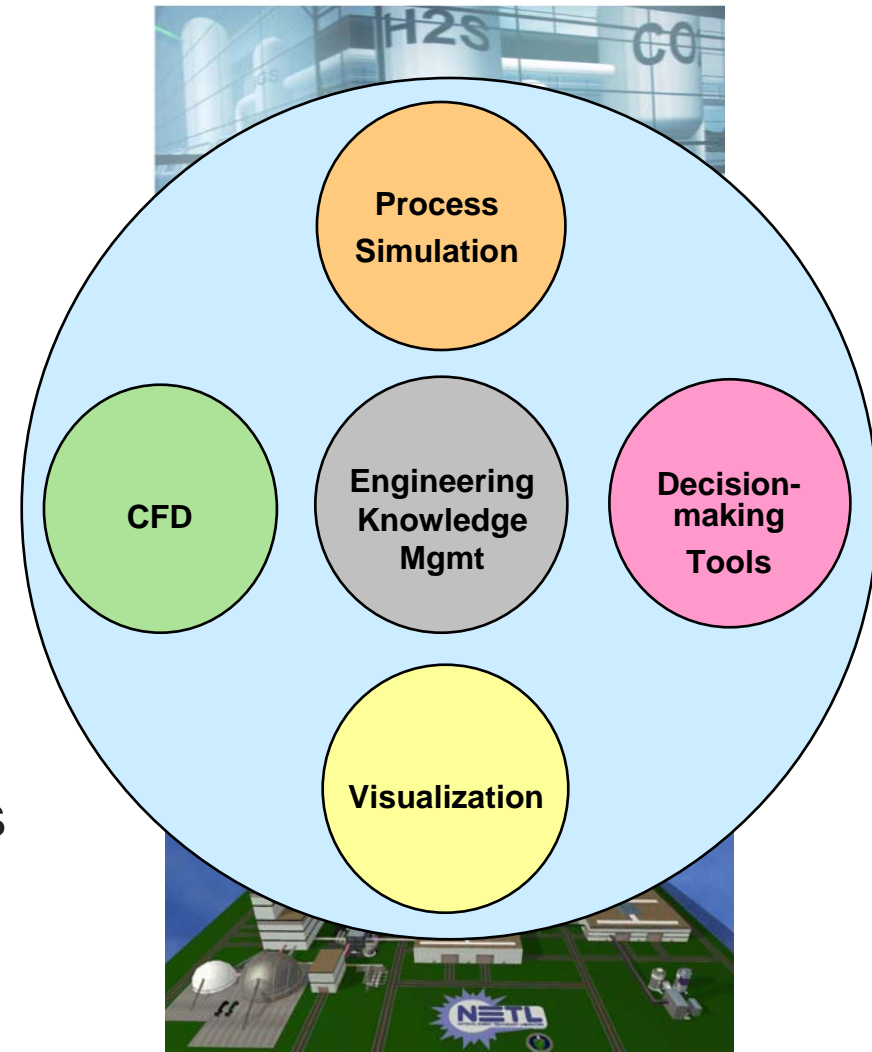 H2S
CO
Process
Simulation
CFD
Engineering
Knowledge
Mgmt
Decision-
making
Tools
Visualization
s
NETL